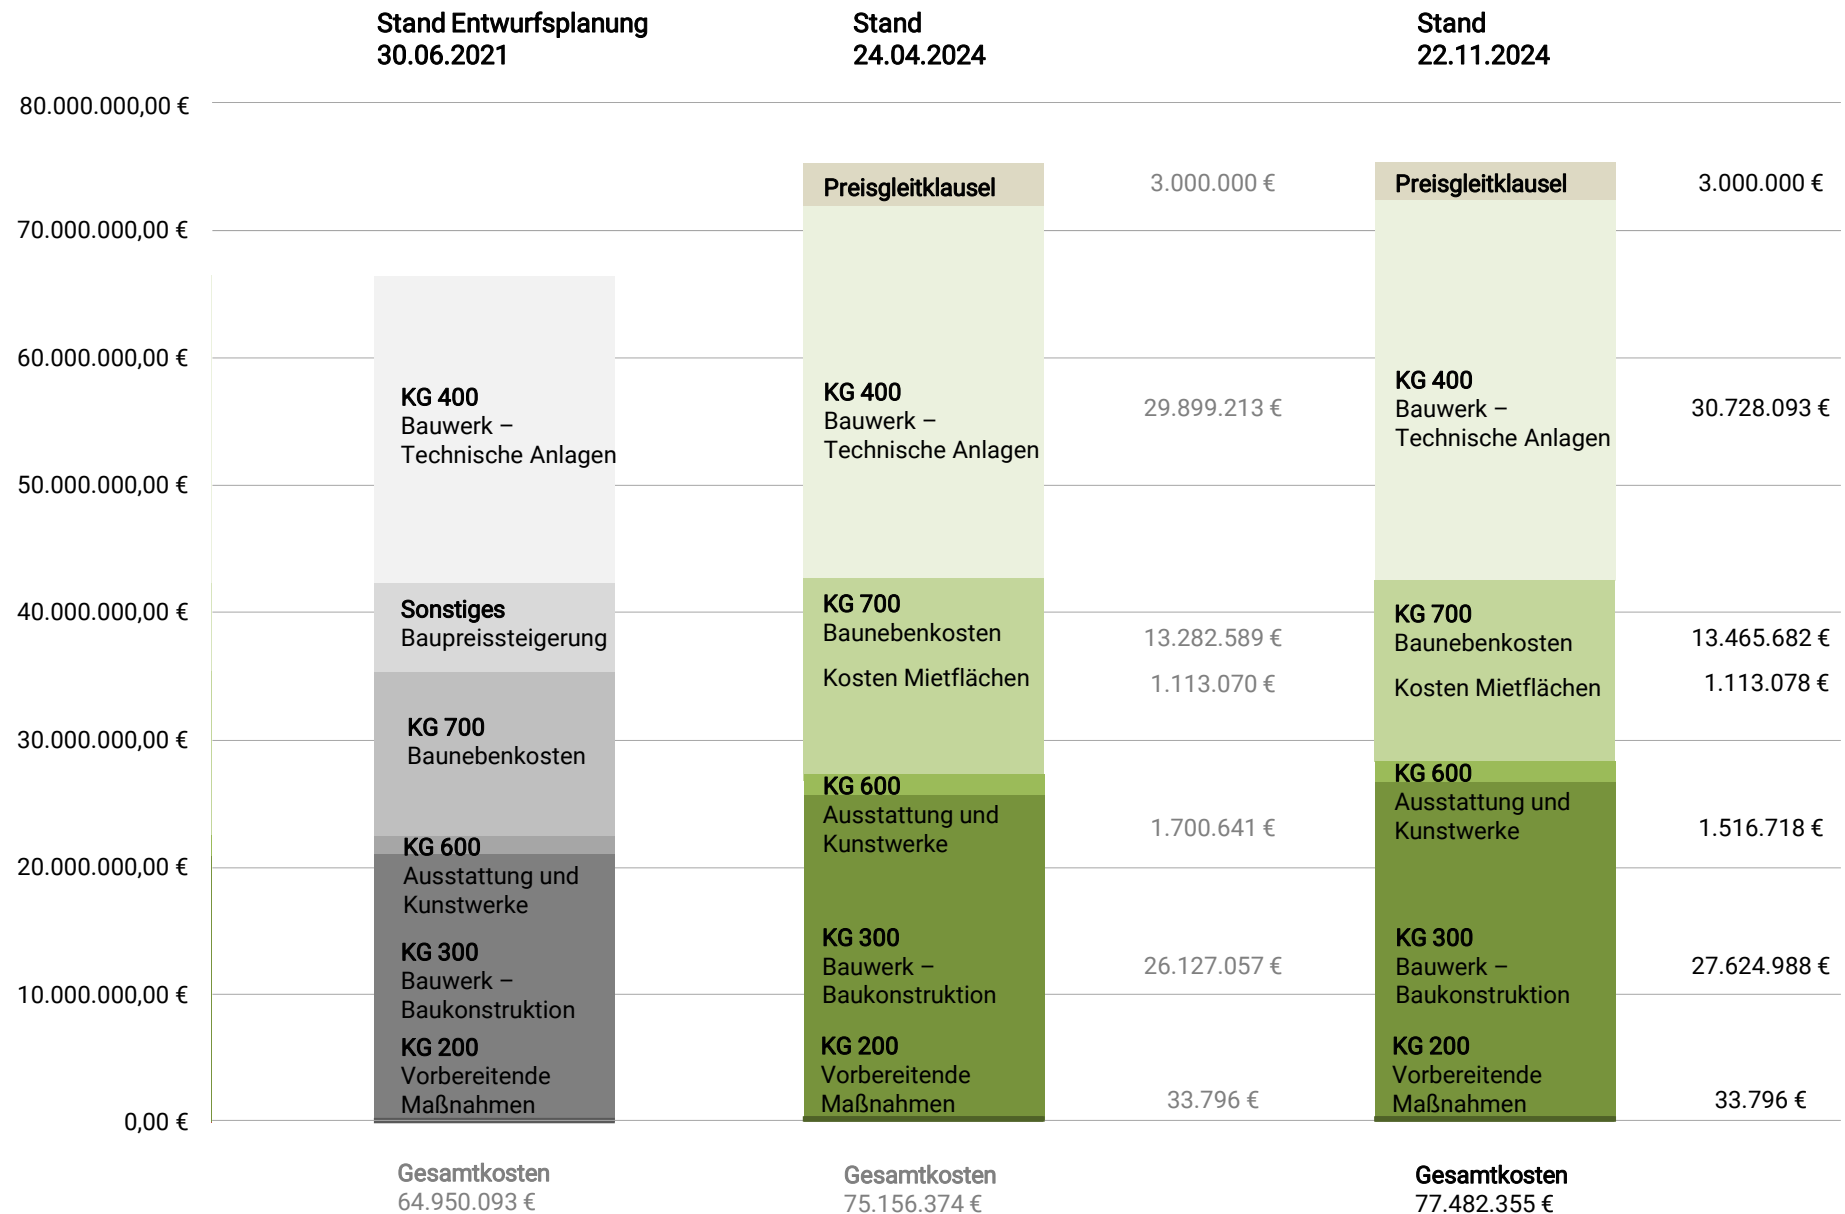 Stand Entwurfsplanung
30.06.2021
Stand
24.04.2024
Stand
22.11.2024
80.000.000,00 €
70.000.000,00 €
60.000.000,00 €
50.000.000,00 €
40.000.000,00 €
30.000.000,00 €
20.000.000,00 €
10.000.000,00 €
0,00 €
KG 400
Bauwerk –
Technische Anlagen
Sonstiges
Baupreissteigerung
KG 700
Baunebenkosten
KG 600
Ausstattung und
Kunstwerke
KG 300
Bauwerk –
Baukonstruktion
KG 200
Vorbereitende
Maßnahmen
Gesamtkosten
64.950.093 €
Preisgleitklausel
3.000.000 €
KG 400
Bauwerk –
Technische Anlagen
29.899.213 €
KG 700
Baunebenkosten
13.282.589 €
Kosten Mietflächen
1.113.070 €
KG 600
Ausstattung und
Kunstwerke
1.700.641 €
KG 300
Bauwerk –
Baukonstruktion
26.127.057 €
KG 200
Vorbereitende
Maßnahmen
33.796 €
Gesamtkosten
75.156.374 €
Preisgleitklausel
3.000.000 €
KG 400
Bauwerk –
Technische Anlagen
30.728.093 €
KG 700
Baunebenkosten
13.465.682 €
Kosten Mietflächen
1.113.078 €
KG 600
Ausstattung und
Kunstwerke
1.516.718 €
KG 300
Bauwerk –
Baukonstruktion
27.624.988 €
KG 200
Vorbereitende
Maßnahmen
33.796 €
Gesamtkosten
77.482.355 €